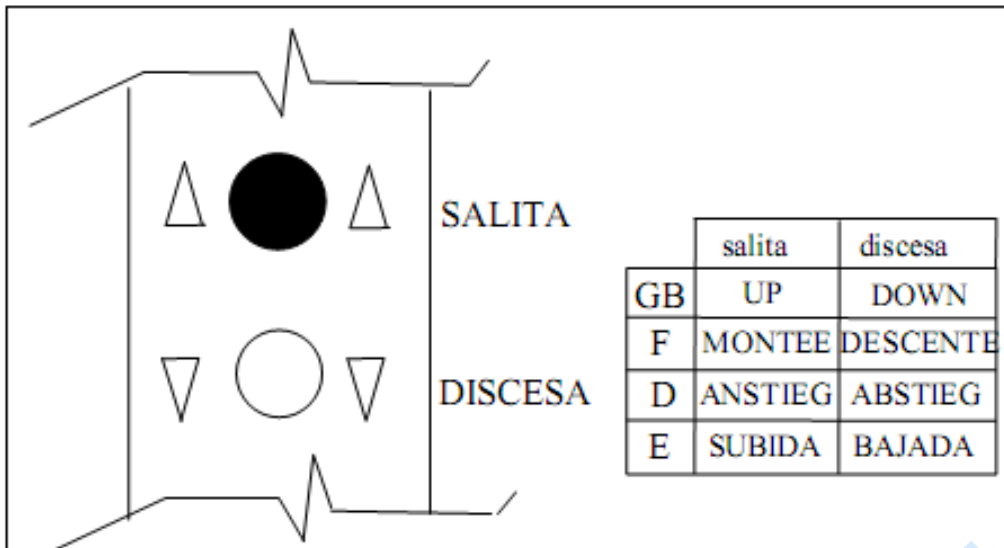 SALITA
DISCESA
salita discesa
GB UP DOWN
F MONTEE DESCENTE
D ANSTIEG ABSTIEG
E SUBIDA BAJADA